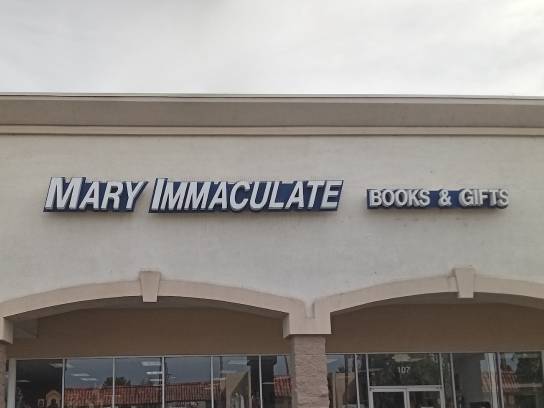 MARY IMMACULATE BOOKS & GIFTS
107